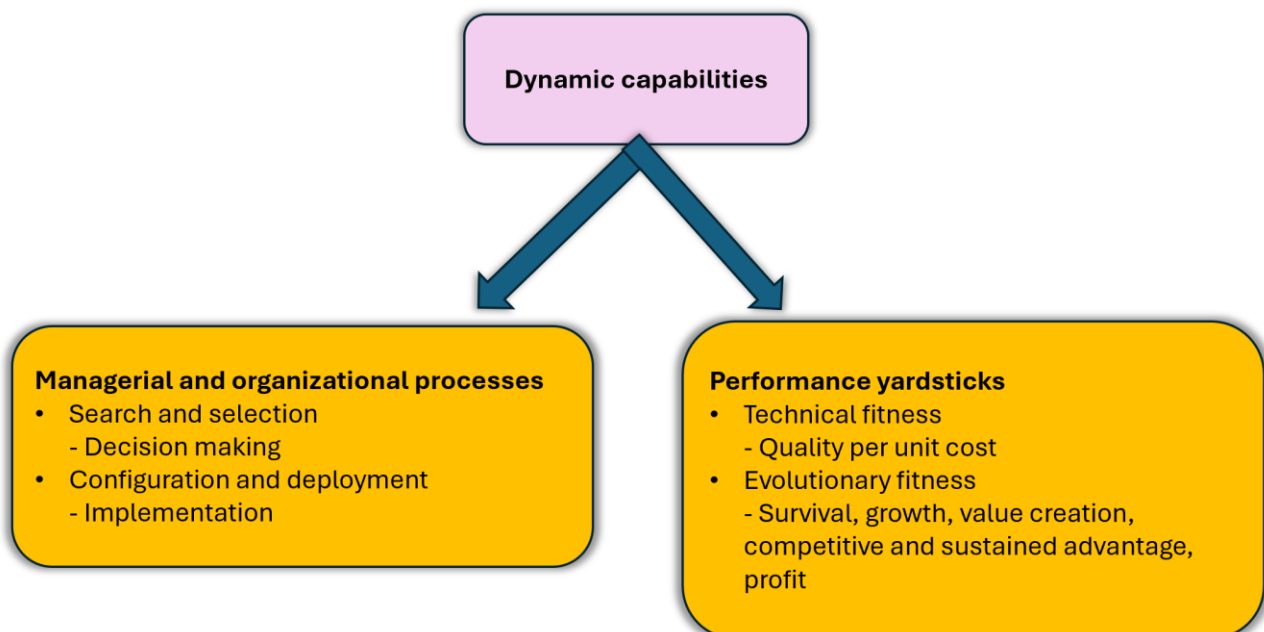 Dynamic capabilities
Managerial and organizational processes
• Search and selection
- Decision making
• Configuration and deployment
- Implementation
Performance yardsticks
• Technical fitness
- Quality per unit cost
• Evolutionary fitness
- Survival, growth, value creation,
competitive and sustained advantage,
profit